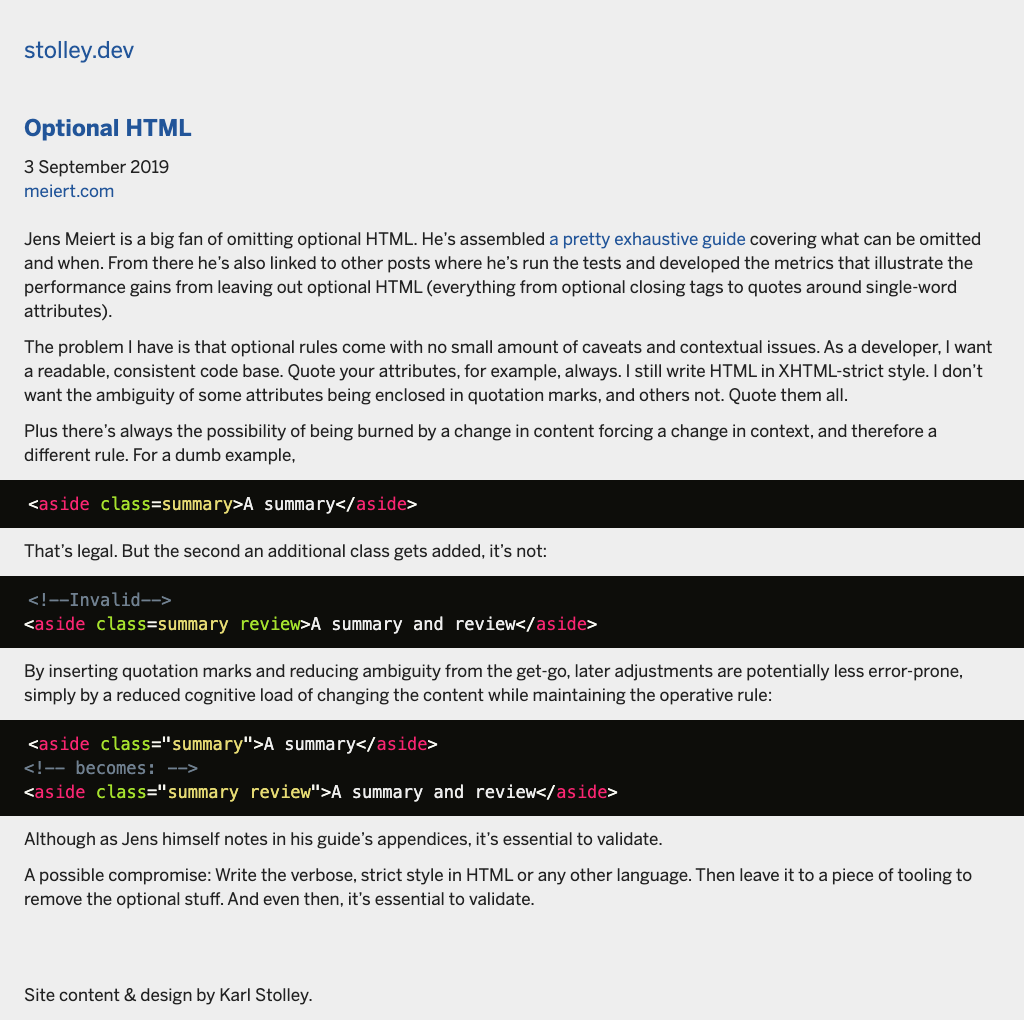 stolley.dev
Optional HTML
3 September 2019
meiert.com
Jens Meiert is a big fan of omitting optional HTML. He’s assembled a pretty exhaustive guide covering what can be omitted
and when. From there he’s also linked to other posts where he’s run the tests and developed the metrics that illustrate the
performance gains from leaving out optional HTML (everything from optional closing tags to quotes around single-word
attributes).
The problem I have is that optional rules come with no small amount of caveats and contextual issues. As a developer, I want
a readable, consistent code base. Quote your attributes, for example, always. I still write HTML in XHTML-strict style. I don’t
want the ambiguity of some attributes being enclosed in quotation marks, and others not. Quote them all.
Plus there’s always the possibility of being burned by a change in content forcing a change in context, and therefore a
different rule. For a dumb example,
<aside class=summary>A summary</aside>
That’s legal. But the second an additional class gets added, it’s not:
<!--Invalid-->
<aside class=summary review>A summary and review</aside>
By inserting quotation marks and reducing ambiguity from the get-go, later adjustments are potentially less error-prone,
simply by a reduced cognitive load of changing the content while maintaining the operative rule:
<aside class="summary">A summary</aside>
<!-- becomes: -->
<aside class="summary review">A summary and review</aside>
Although as Jens himself notes in his guide’s appendices, it’s essential to validate.
A possible compromise: Write the verbose, strict style in HTML or any other language. Then leave it to a piece of tooling to
remove the optional stuff. And even then, it’s essential to validate.
Site content & design by Karl Stolley.